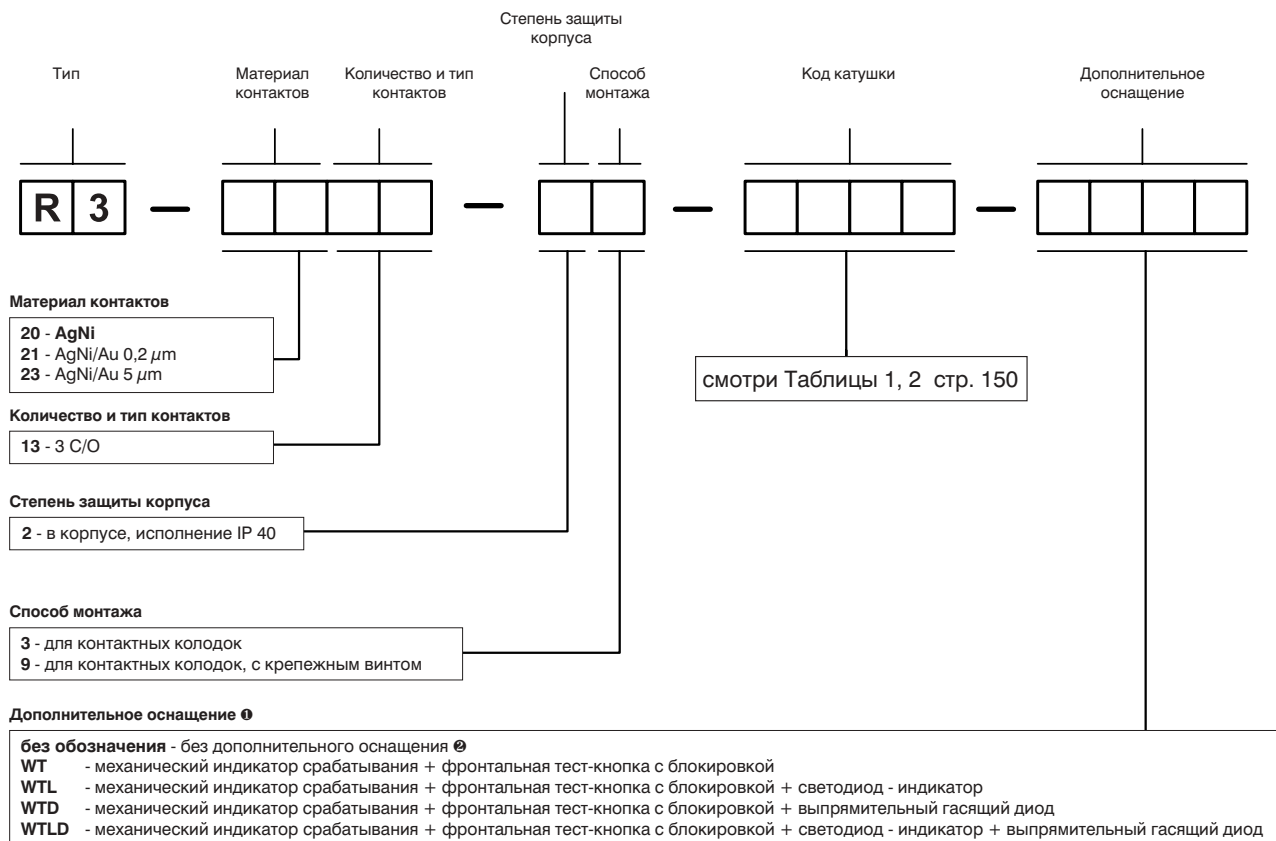 Степень защиты
корпуса
Тип
Материал
контактов
Количество и тип
контактов
Способ
монтажа
Код катушки
Дополнительное
оснащение
R 3 — — — —
Материал контактов
20 - AgNi
21 - AgNi/Au 0,2 µm
23 - AgNi/Au 5 µm
смотри Таблицы 1, 2 стр. 150
Количество и тип контактов
13 - 3 C/O
Степень защиты корпуса
2 - в корпусе, исполнение IP 40
Способ монтажа
3 - для контактных колодок
9 - для контактных колодок, с крепежным винтом
Дополнительное оснащение ❶
без обозначения - без дополнительного оснащения ❷
WT - механический индикатор срабатывания + фронтальная тест-кнопка с блокировкой
WTL - механический индикатор срабатывания + фронтальная тест-кнопка с блокировкой + светодиод - индикатор
WTD - механический индикатор срабатывания + фронтальная тест-кнопка с блокировкой + выпрямительный гасящий диод
WTLD - механический индикатор срабатывания + фронтальная тест-кнопка с блокировкой + светодиод - индикатор + выпрямительный гасящий диод